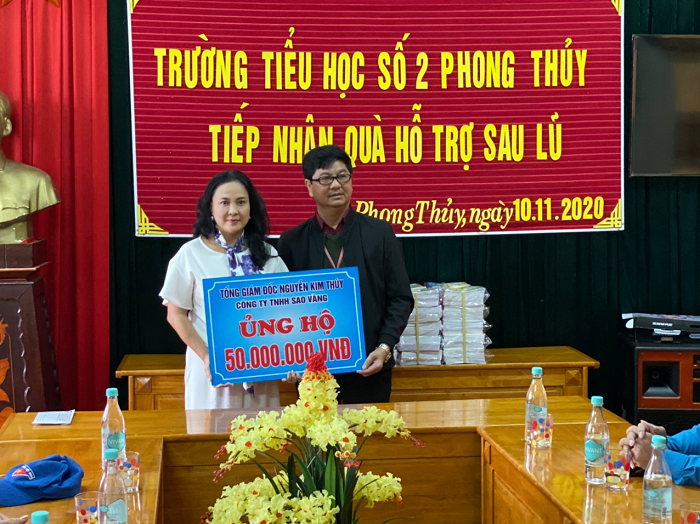 TRƯỜNG TIỂU HỌC SỐ 2 PHONG THỦY
TIẾP NHẬN QUÀ HỖ TRỢ SAU LŨ
Phong Thủy, ngày 10.11.2020
TỔNG GIÁM ĐỐC NGUYỄN KIM THỦY
CÔNG TY TNHH SAO VÀNG
ỦNG HỘ
50.000.000 VNĐ